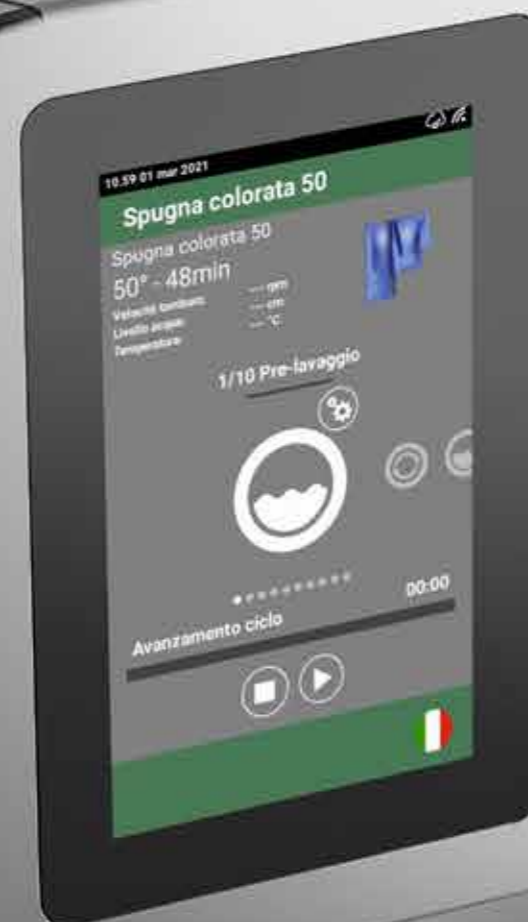 10.59 01 mar 2021
Spugna colorata 50
Spugna colorata 50
50° - 48min
Velocità tamburo: --- rpm
Livello acqua: --- cm
Temperatura: --- °C
1/10 Pre-lavaggio
00:00
Avanzamento ciclo